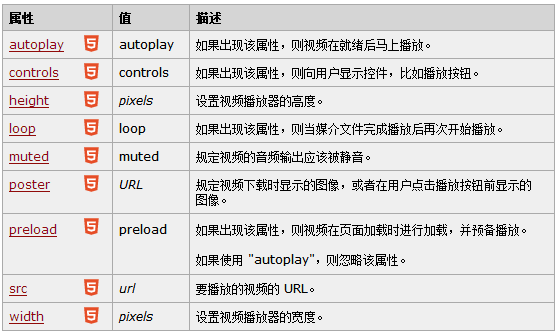 属性 值 描述
autoplay 5 autoplay 如果出现该属性，则视频在就绪后马上播放。
controls 5 controls 如果出现该属性，则向用户显示控件，比如播放按钮。
height 5 pixels 设置视频播放器的高度。
loop 5 loop 如果出现该属性，则当媒介文件完成播放后再次开始播放。
muted 5 muted 规定视频的音频输出应该被静音。
poster 5 URL 规定视频下载时显示的图像，或者在用户点击播放按钮前显示的
图像。
preload 5 preload 如果出现该属性，则视频在页面加载时进行加载，并预备播放。
如果使用 "autoplay"，则忽略该属性。
src 5 url 要播放的视频的 URL。
width 5 pixels 设置视频播放器的宽度。